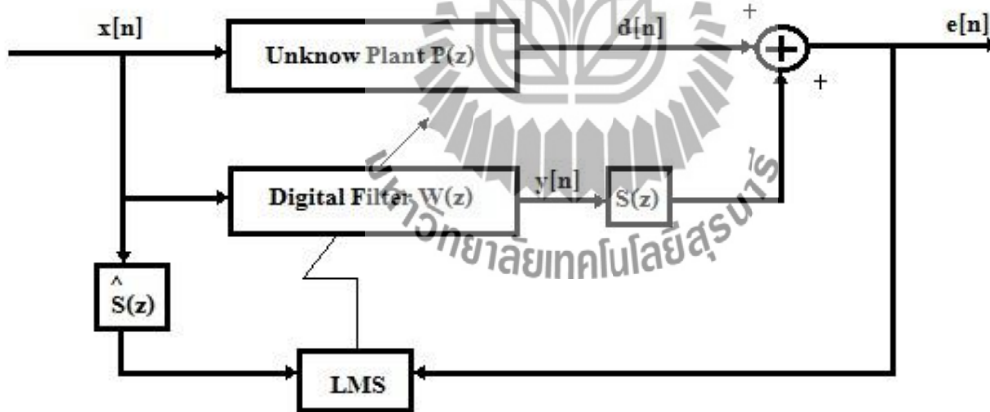 x[n]
Unknow Plant P(z)
d[n]
+
+
e[n]
+
Digital Filter W(z)
y[n]
S(z)
^
S(z)
LMS
มหาวิทยาลัยเทคโนโลยีสุรนารี